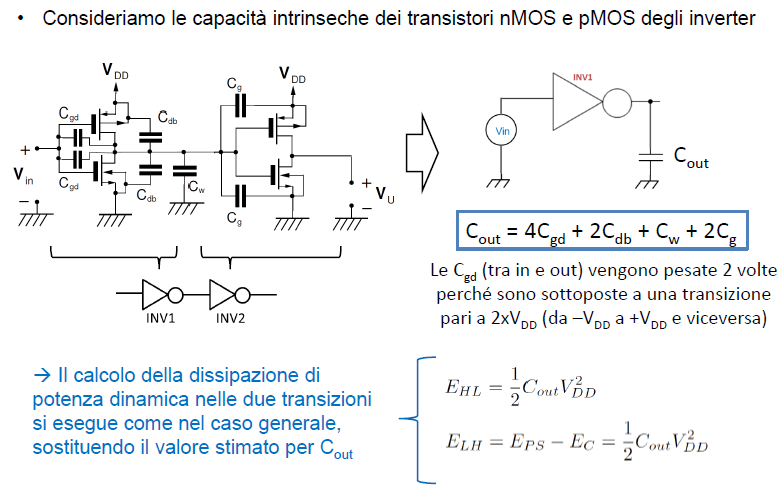 • Consideriamo le capacità intrinseche dei transistori nMOS e pMOS degli inverter
V_DD
C_gd
C_db
+
V_in
–
C_gd
C_db
C_w
C_g
V_DD
C_g
+
V_U
–
INV1
INV2
INV1
Vin
C_out
C_out = 4C_gd + 2C_db + C_w + 2C_g
Le C_gd (tra in e out) vengono pesate 2 volte
perché sono sottoposte a una transizione
pari a 2xV_DD (da –V_DD a +V_DD e viceversa)
→ Il calcolo della dissipazione di
potenza dinamica nelle due transizioni
si esegue come nel caso generale,
sostituendo il valore stimato per C_out
E_HL = 1/2 C_out V_DD^2
E_LH = E_PS − E_C = 1/2 C_out V_DD^2